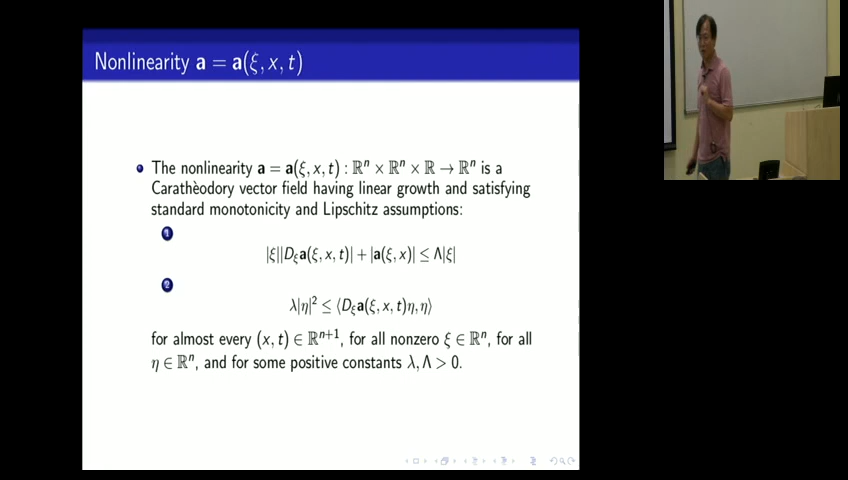 Nonlinearity a = a(ξ, x, t)
The nonlinearity a = a(ξ, x, t) : ℝⁿ × ℝⁿ × ℝ → ℝⁿ is a
Carathèodory vector field having linear growth and satisfying
standard monotonicity and Lipschitz assumptions:
1
|ξ||D_ξ a(ξ, x, t)| + |a(ξ, x)| ≤ Λ|ξ|
2
λ|η|² ≤ ⟨D_ξ a(ξ, x, t)η, η⟩
for almost every (x, t) ∈ ℝⁿ⁺¹, for all nonzero ξ ∈ ℝⁿ, for all
η ∈ ℝⁿ, and for some positive constants λ, Λ > 0.